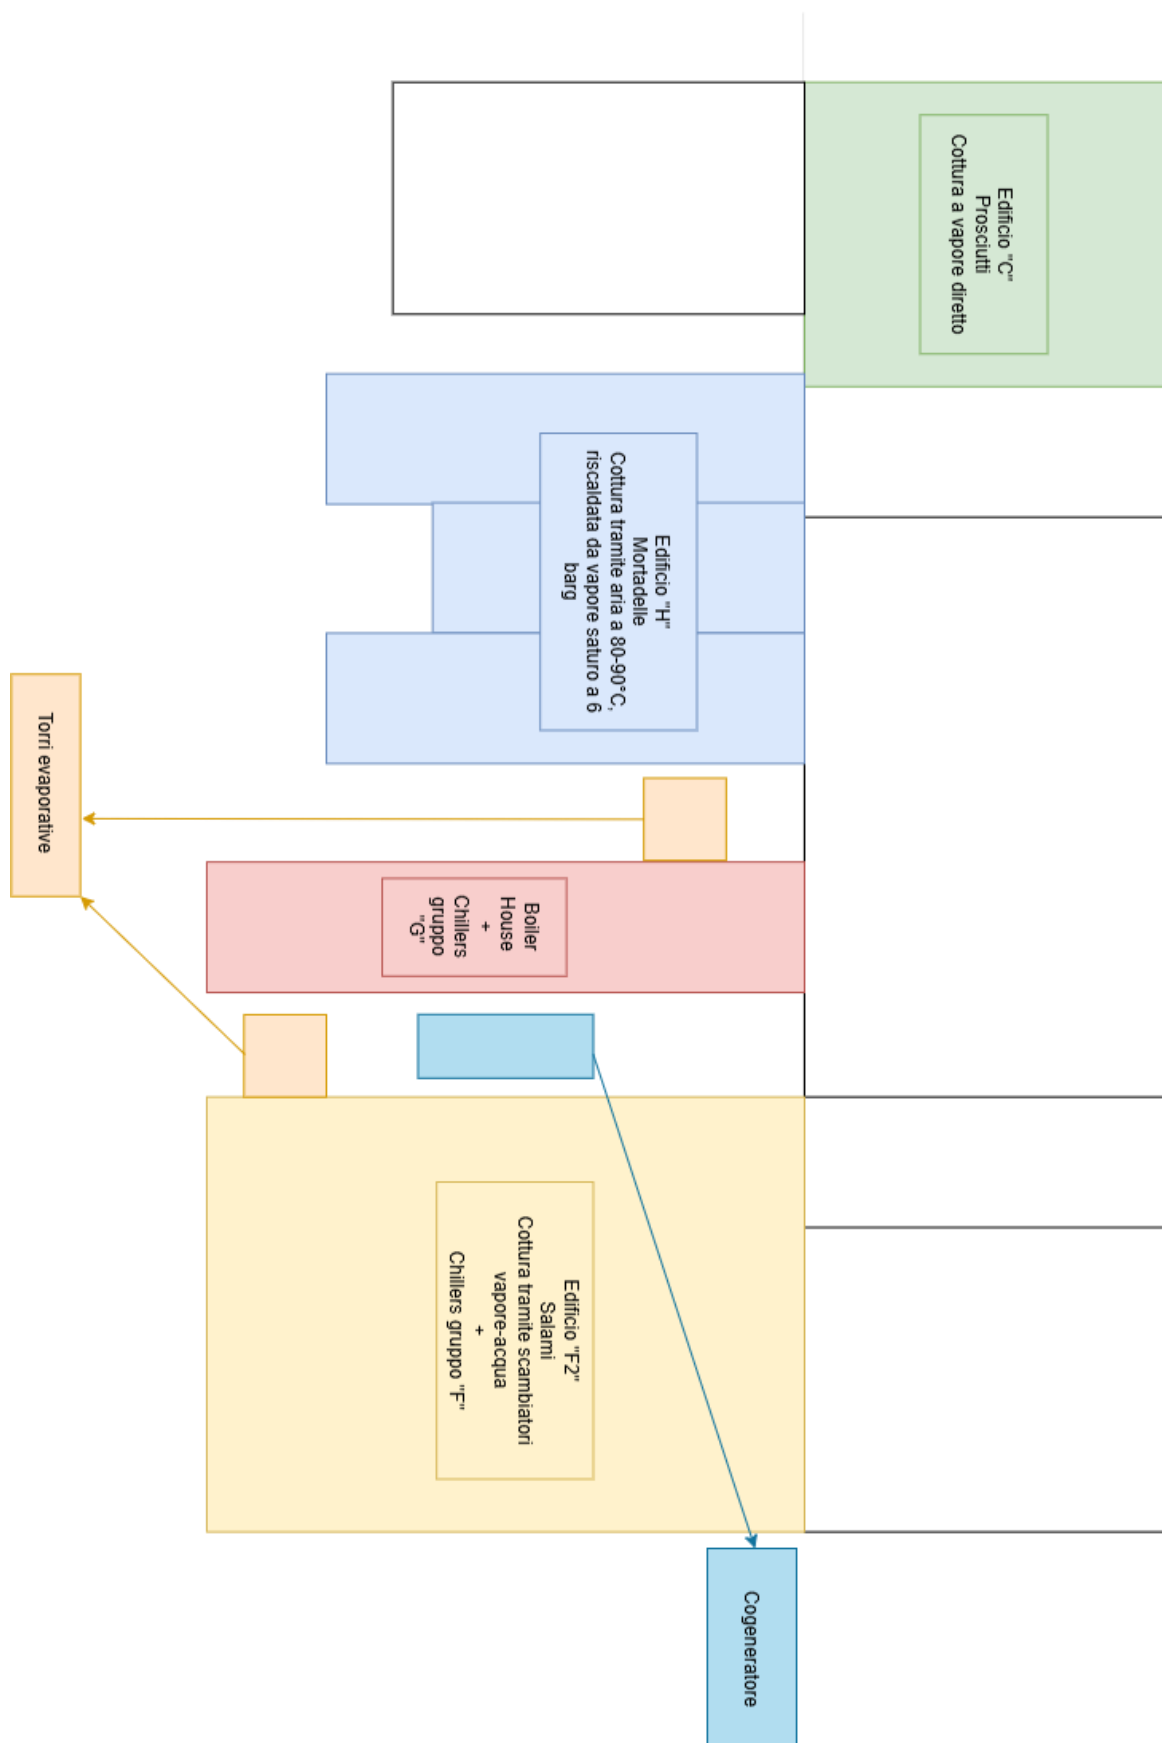 Edificio "C"
Prosciutti
Cottura a vapore diretto
Edificio "H"
Mortadelle
Cottura tramite aria a 80-90°C,
riscaldata da vapore saturo a 6
barg
Torri evaporative
Boiler
House
+
Chillers
gruppo
"G"
Edificio "F2"
Salami
Cottura tramite scambiatori
vapore-acqua
+
Chillers gruppo "F"
Cogeneratore